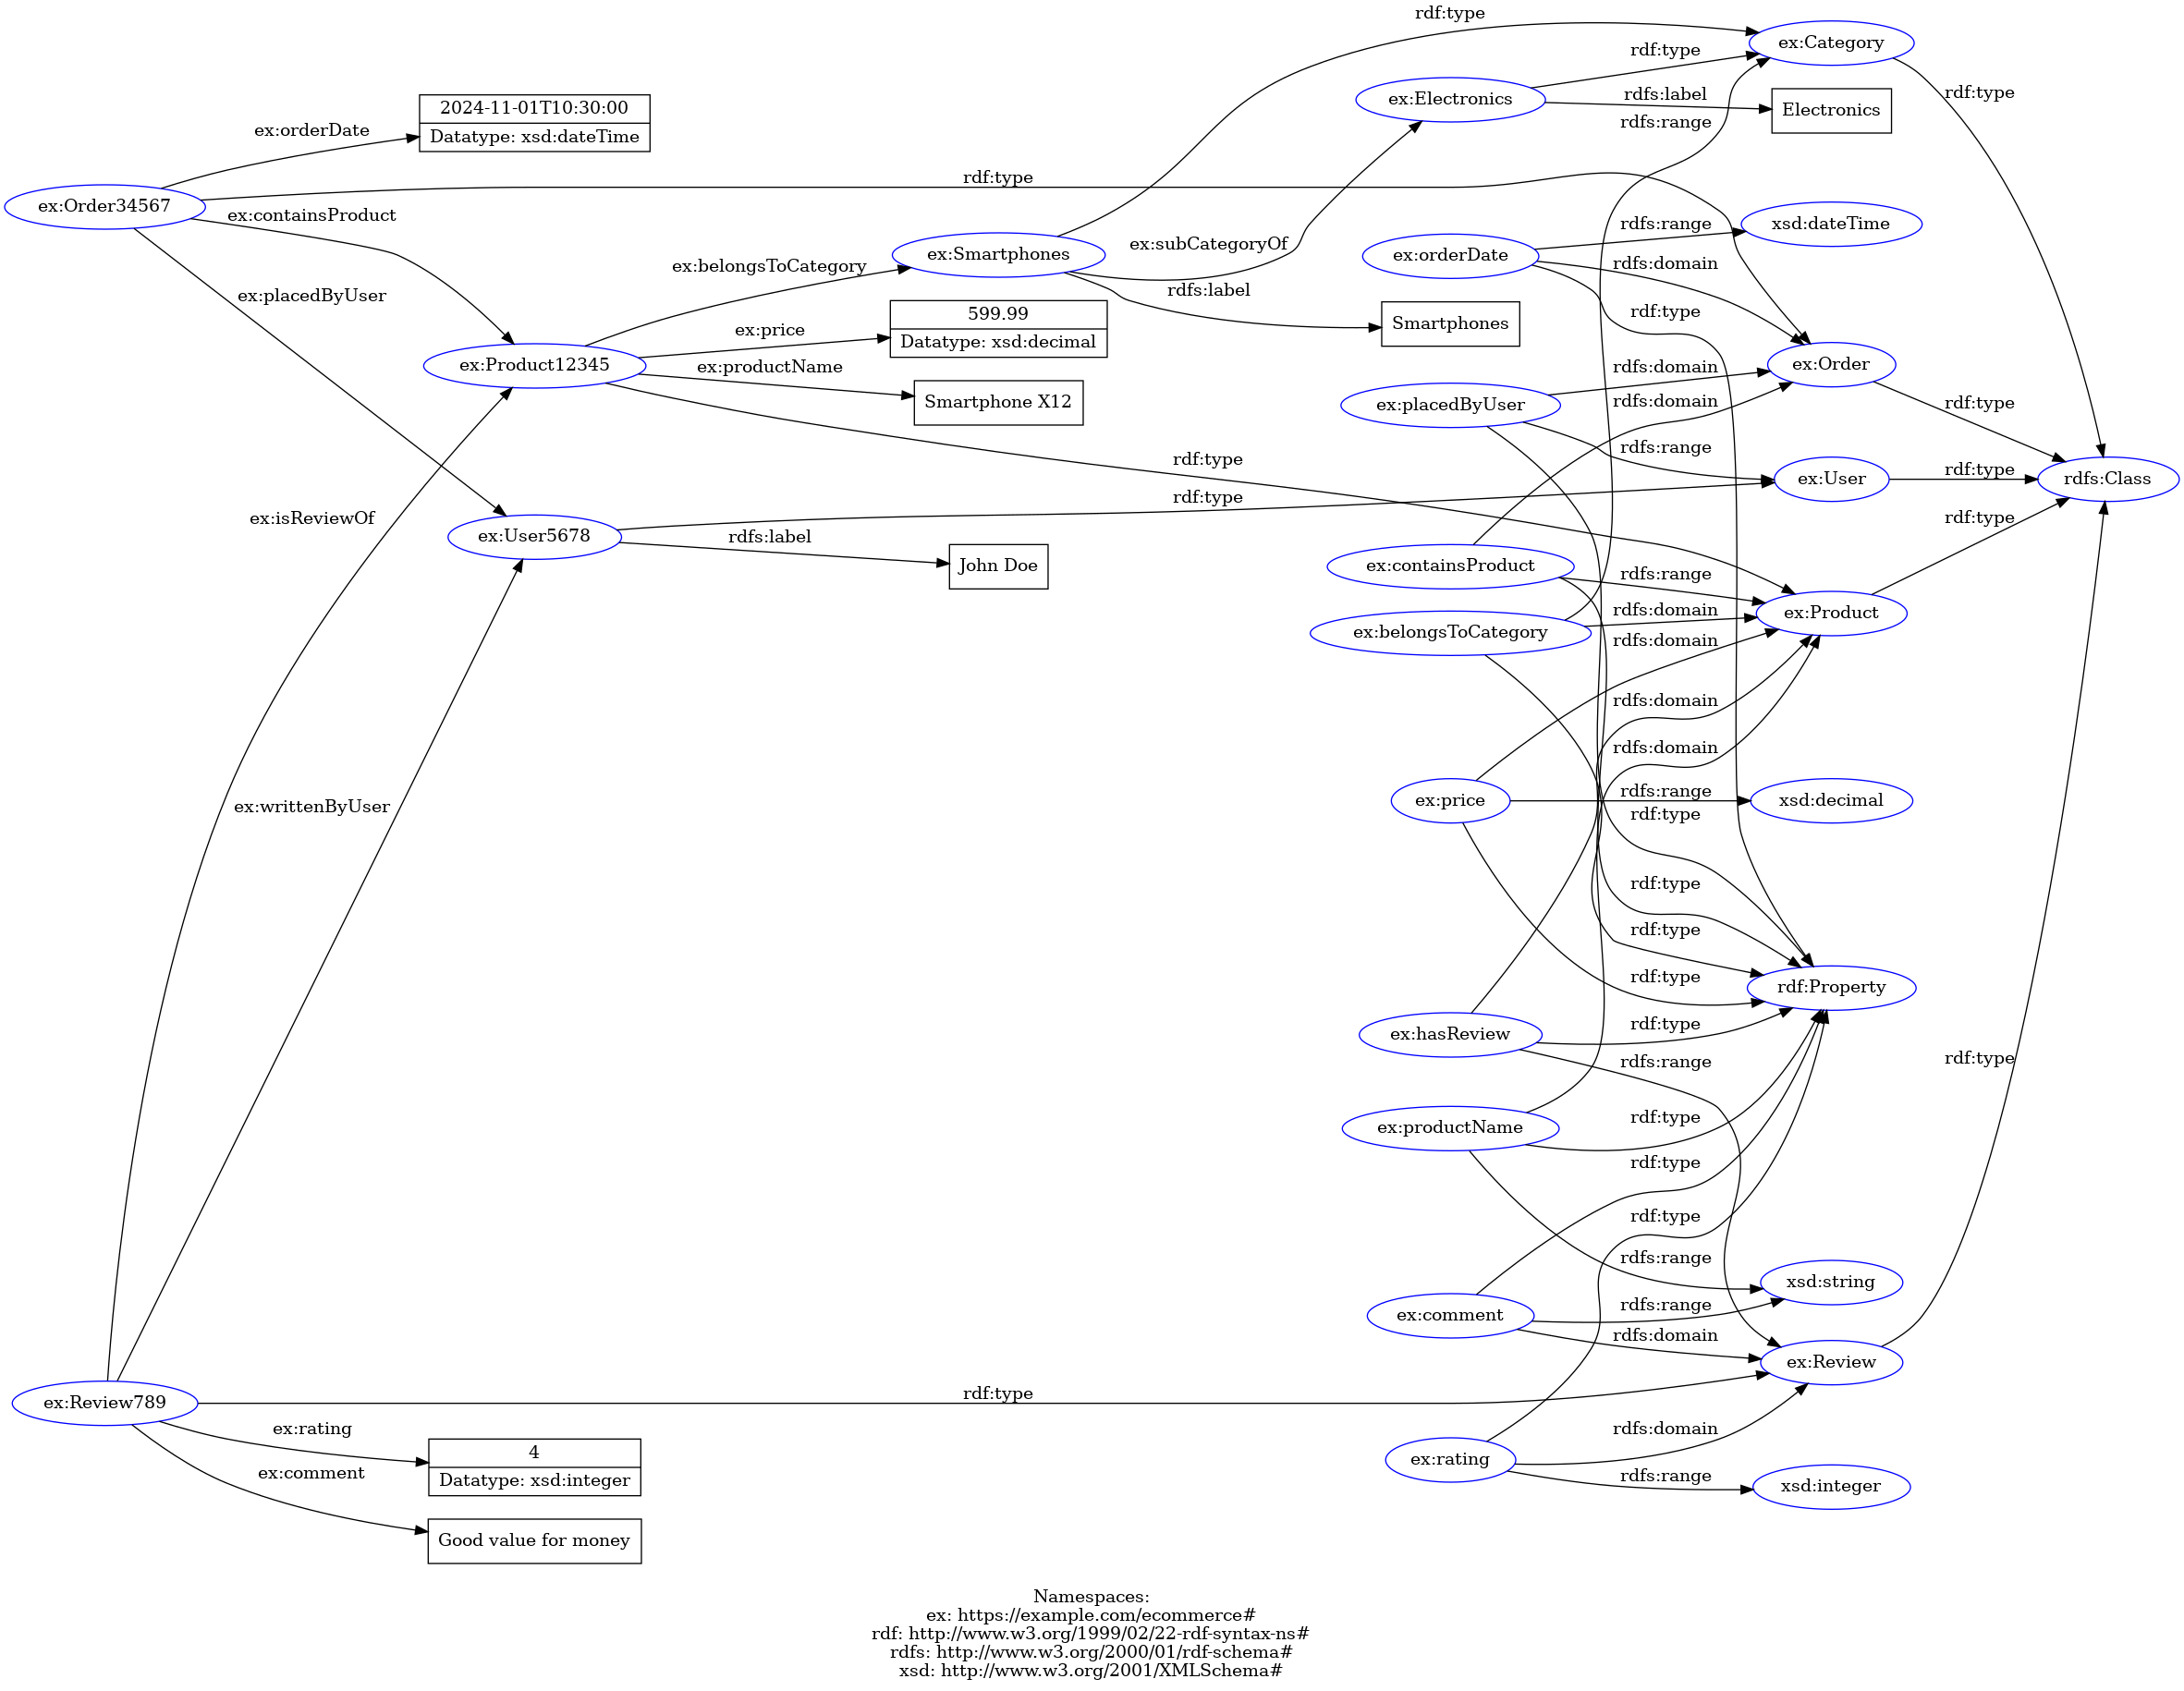 rdf:type
ex:Category
rdf:type
ex:Electronics
rdfs:label
rdf:type
2024-11-01T10:30:00
Datatype: xsd:dateTime
ex:orderDate
Electronics
rdfs:range
rdf:type
ex:Order34567
ex:containsProduct
ex:subCategoryOf
ex:Smartphones
ex:orderDate
rdfs:range
xsd:dateTime
rdfs:domain
ex:belongsToCategory
ex:placedByUser
rdfs:label
599.99
Datatype: xsd:decimal
ex:price
Smartphones
rdf:type
ex:Product12345
ex:productName
Smartphone X12
rdfs:domain
ex:Order
ex:placedByUser
rdfs:domain
rdf:type
rdf:type
rdfs:range
ex:User
rdf:type
rdfs:Class
rdf:type
ex:isReviewOf
ex:User5678
rdfs:label
John Doe
rdf:type
ex:containsProduct
rdfs:range
rdfs:domain
ex:Product
ex:belongsToCategory
rdfs:domain
rdfs:domain
rdfs:domain
ex:writtenByUser
ex:price
rdfs:range
xsd:decimal
rdf:type
rdf:type
rdf:type
rdf:type
rdf:Property
ex:hasReview
rdf:type
rdfs:range
rdf:type
ex:productName
rdf:type
rdf:type
rdf:type
rdfs:range
xsd:string
ex:comment
rdfs:range
rdfs:domain
ex:Review
ex:Review789
rdf:type
ex:rating
4
Datatype: xsd:integer
ex:comment
Good value for money
ex:rating
rdfs:domain
rdfs:range
xsd:integer
Namespaces:
ex: https://example.com/ecommerce#
rdf: http://www.w3.org/1999/02/22-rdf-syntax-ns#
rdfs: http://www.w3.org/2000/01/rdf-schema#
xsd: http://www.w3.org/2001/XMLSchema#